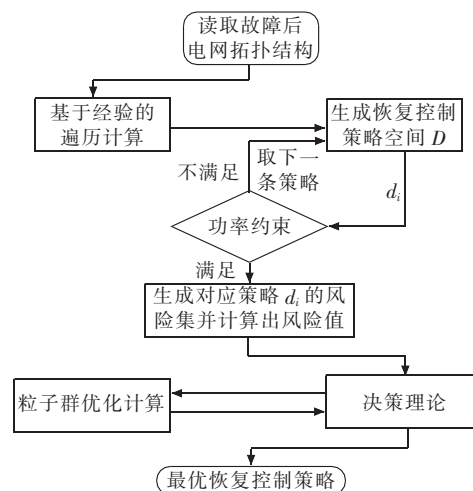 读取故障后
电网拓扑结构
基于经验的
遍历计算
生成恢复控制
策略空间 D
不满足
取下一
条策略
d_i
功率约束
满足
生成对应策略 d_i 的风
险集并计算出风险值
粒子群优化计算
决策理论
最优恢复控制策略